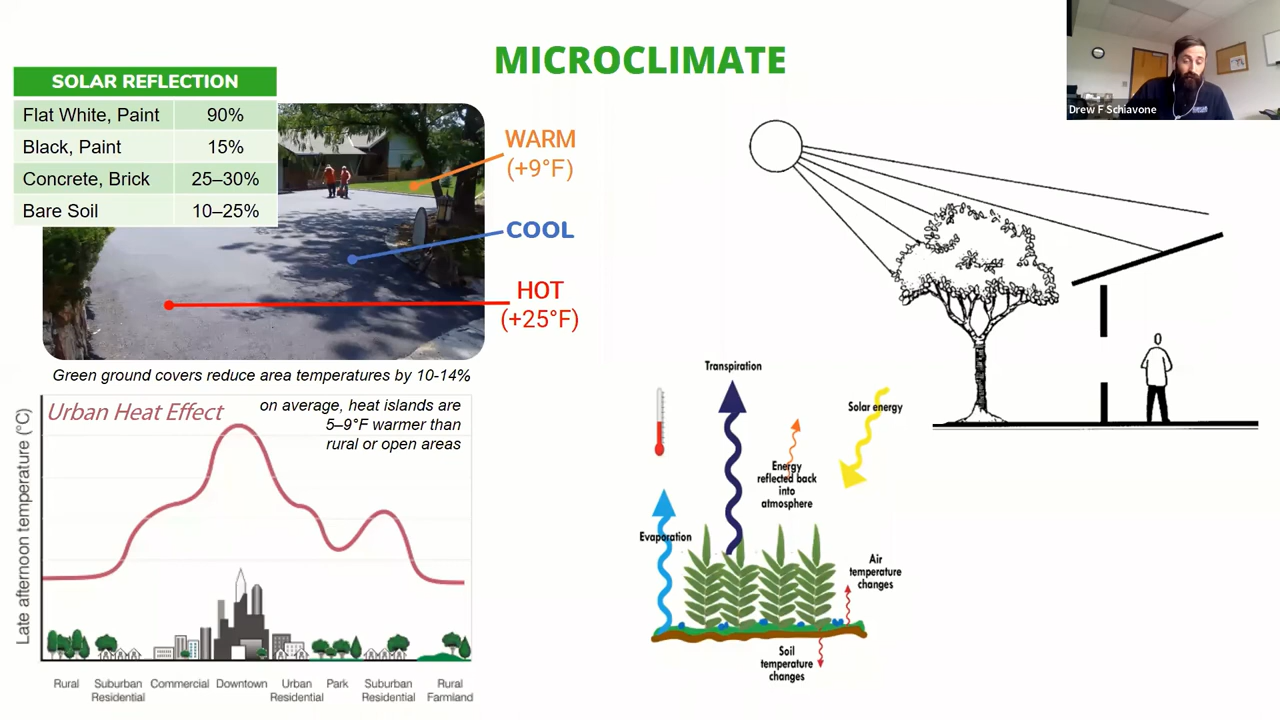 MICROCLIMATE
Drew F Schiavone
SOLAR REFLECTION
Flat White, Paint 90%
Black, Paint 15%
Concrete, Brick 25–30%
Bare Soil 10–25%
WARM
(+9°F)
COOL
HOT
(+25°F)
Green ground covers reduce area temperatures by 10-14%
Urban Heat Effect
on average, heat islands are
5–9°F warmer than
rural or open areas
Late afternoon temperature (°C)
Rural
Suburban
Residential
Commercial
Downtown
Urban
Residential
Park
Suburban
Residential
Rural
Farmland
Transpiration
Solar energy
Energy
reflected back
into
atmosphere
Evaporation
Air
temperature
changes
Soil
temperature
changes